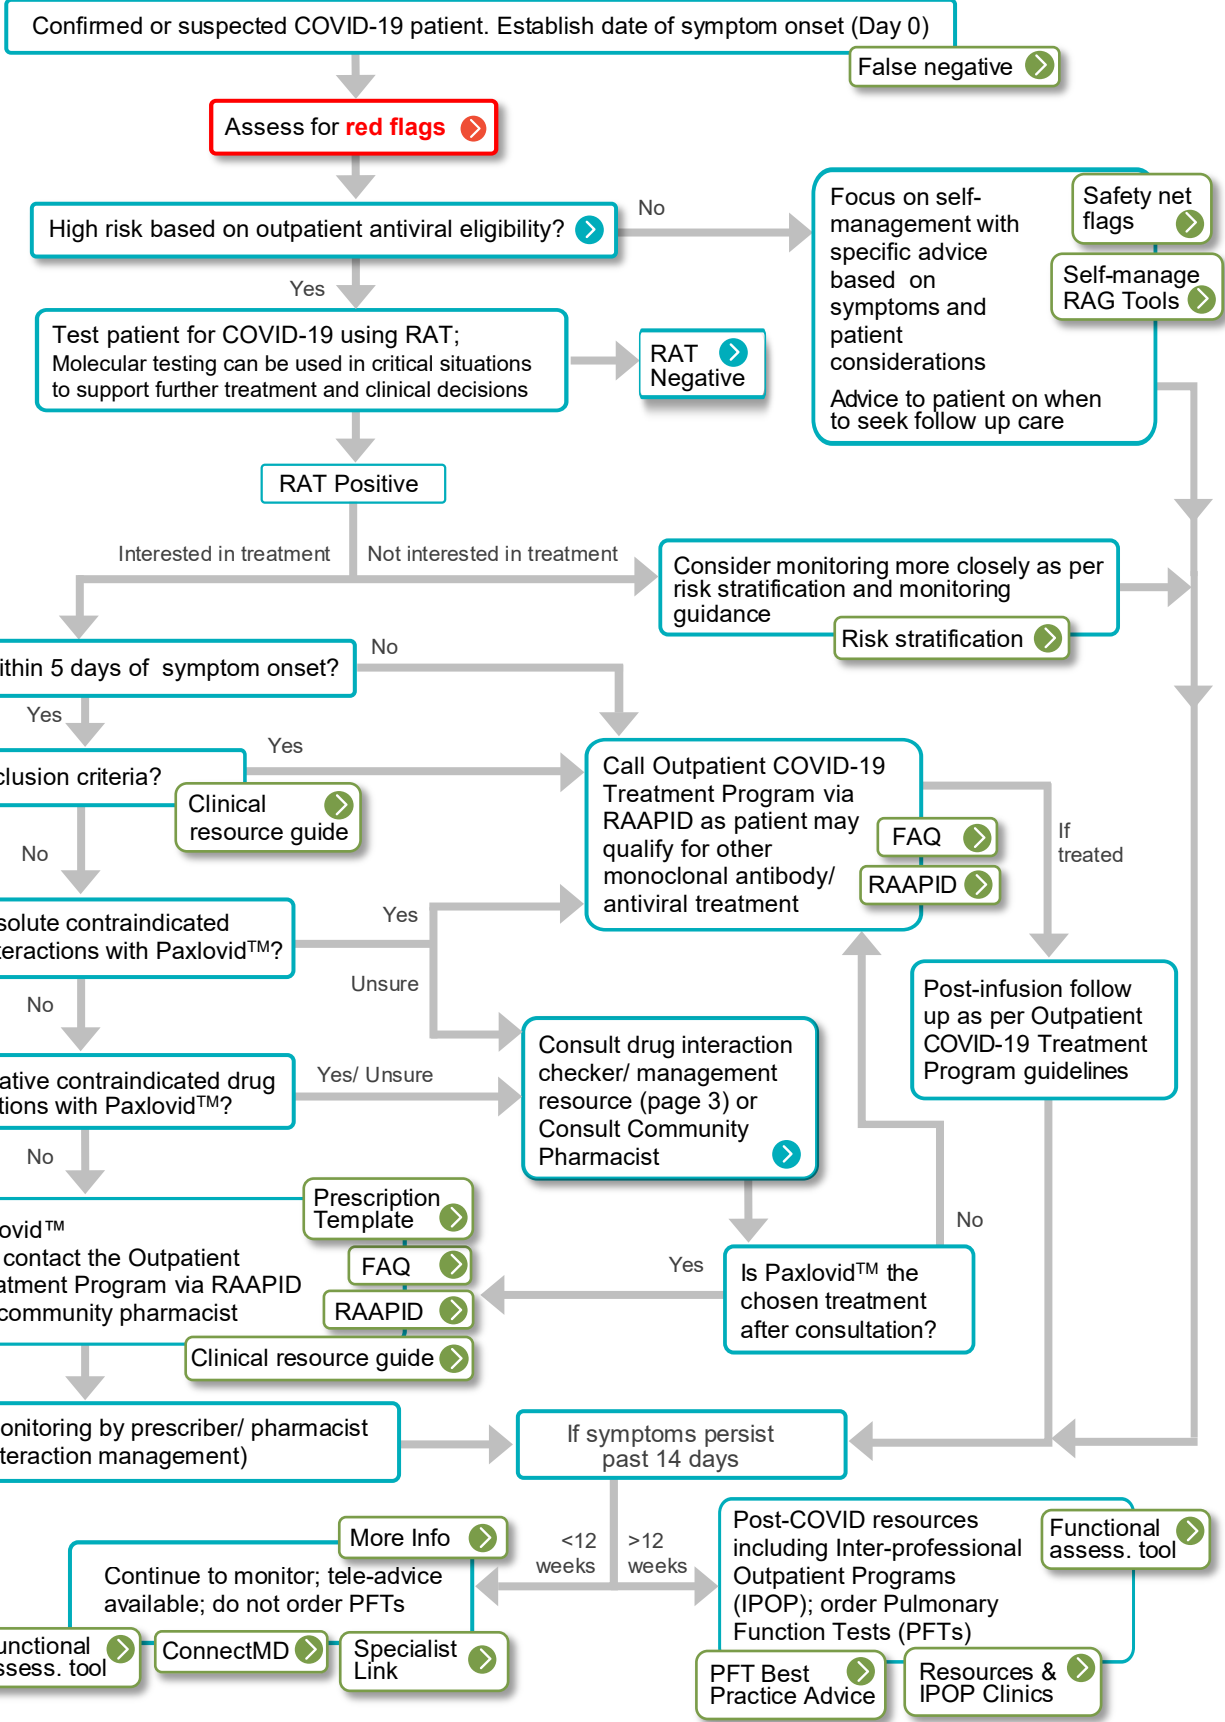 Confirmed or suspected COVID-19 patient. Establish date of symptom onset (Day 0)
False negative
Assess for red flags
High risk based on outpatient antiviral eligibility?
No
Focus on self-
management with
specific advice
based on
symptoms and
patient
considerations
Advice to patient on when
to seek follow up care
Safety net
flags
Self-manage
RAG Tools
Yes
Test patient for COVID-19 using RAT;
Molecular testing can be used in critical situations
to support further treatment and clinical decisions
RAT
Negative
RAT Positive
Interested in treatment
Not interested in treatment
Consider monitoring more closely as per
risk stratification and monitoring
guidance
Risk stratification
5 days of symptom onset?
No
Yes
criteria?
Yes
Clinical
resource guide
Call Outpatient COVID-19
Treatment Program via
RAAPID as patient may
qualify for other
monoclonal antibody/
antiviral treatment
FAQ
RAAPID
If
treated
No
contraindicated
with Paxlovid™?
Yes
Unsure
Post-infusion follow
up as per Outpatient
COVID-19 Treatment
Program guidelines
No
Consult drug interaction
checker/ management
resource (page 3) or
Consult Community
Pharmacist
contraindicated drug
with Paxlovid™?
Yes/ Unsure
No
contact the Outpatient
Program via RAAPID
community pharmacist
Prescription
Template
FAQ
RAAPID
Clinical resource guide
Yes
Is Paxlovid™ the
chosen treatment
after consultation?
No
by prescriber/ pharmacist
management)
If symptoms persist
past 14 days
<12
weeks
>12
weeks
More Info
Continue to monitor; tele-advice
available; do not order PFTs
assess. tool
ConnectMD
Specialist
Link
Post-COVID resources
including Inter-professional
Outpatient Programs
(IPOP); order Pulmonary
Function Tests (PFTs)
Functional
assess. tool
PFT Best
Practice Advice
Resources &
IPOP Clinics